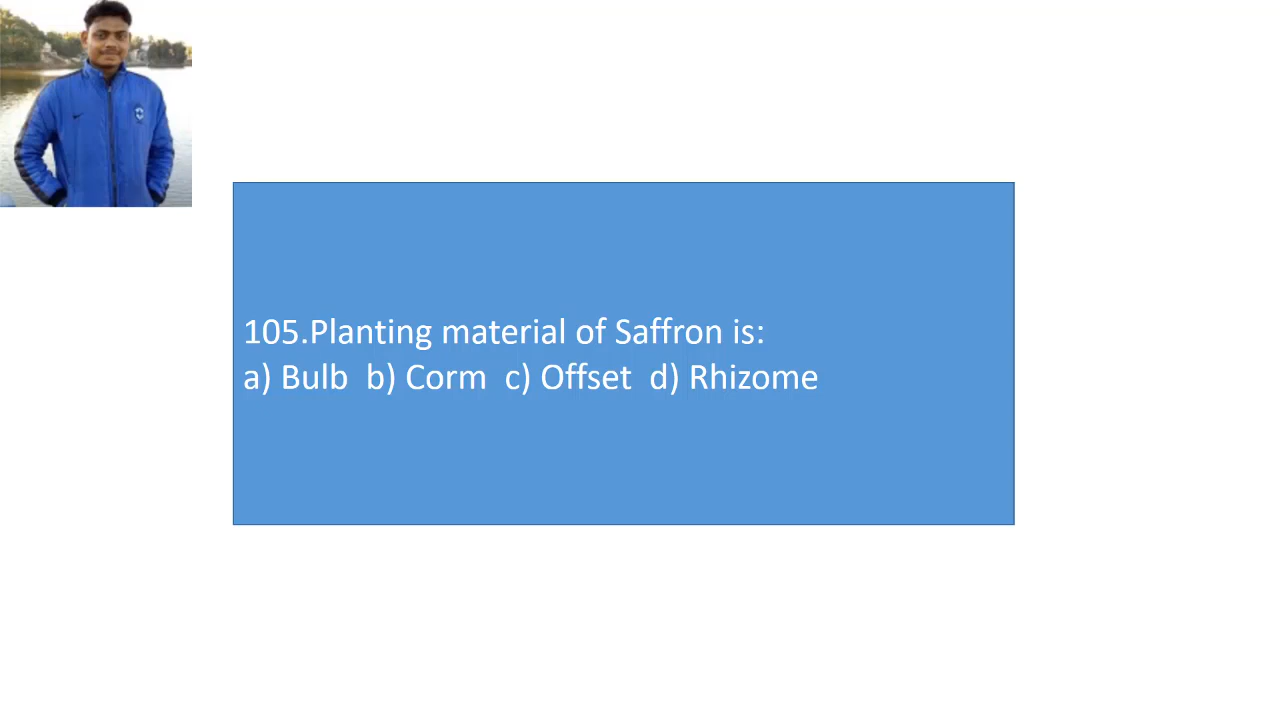 105.Planting material of Saffron is:
a) Bulb  b) Corm  c) Offset  d) Rhizome